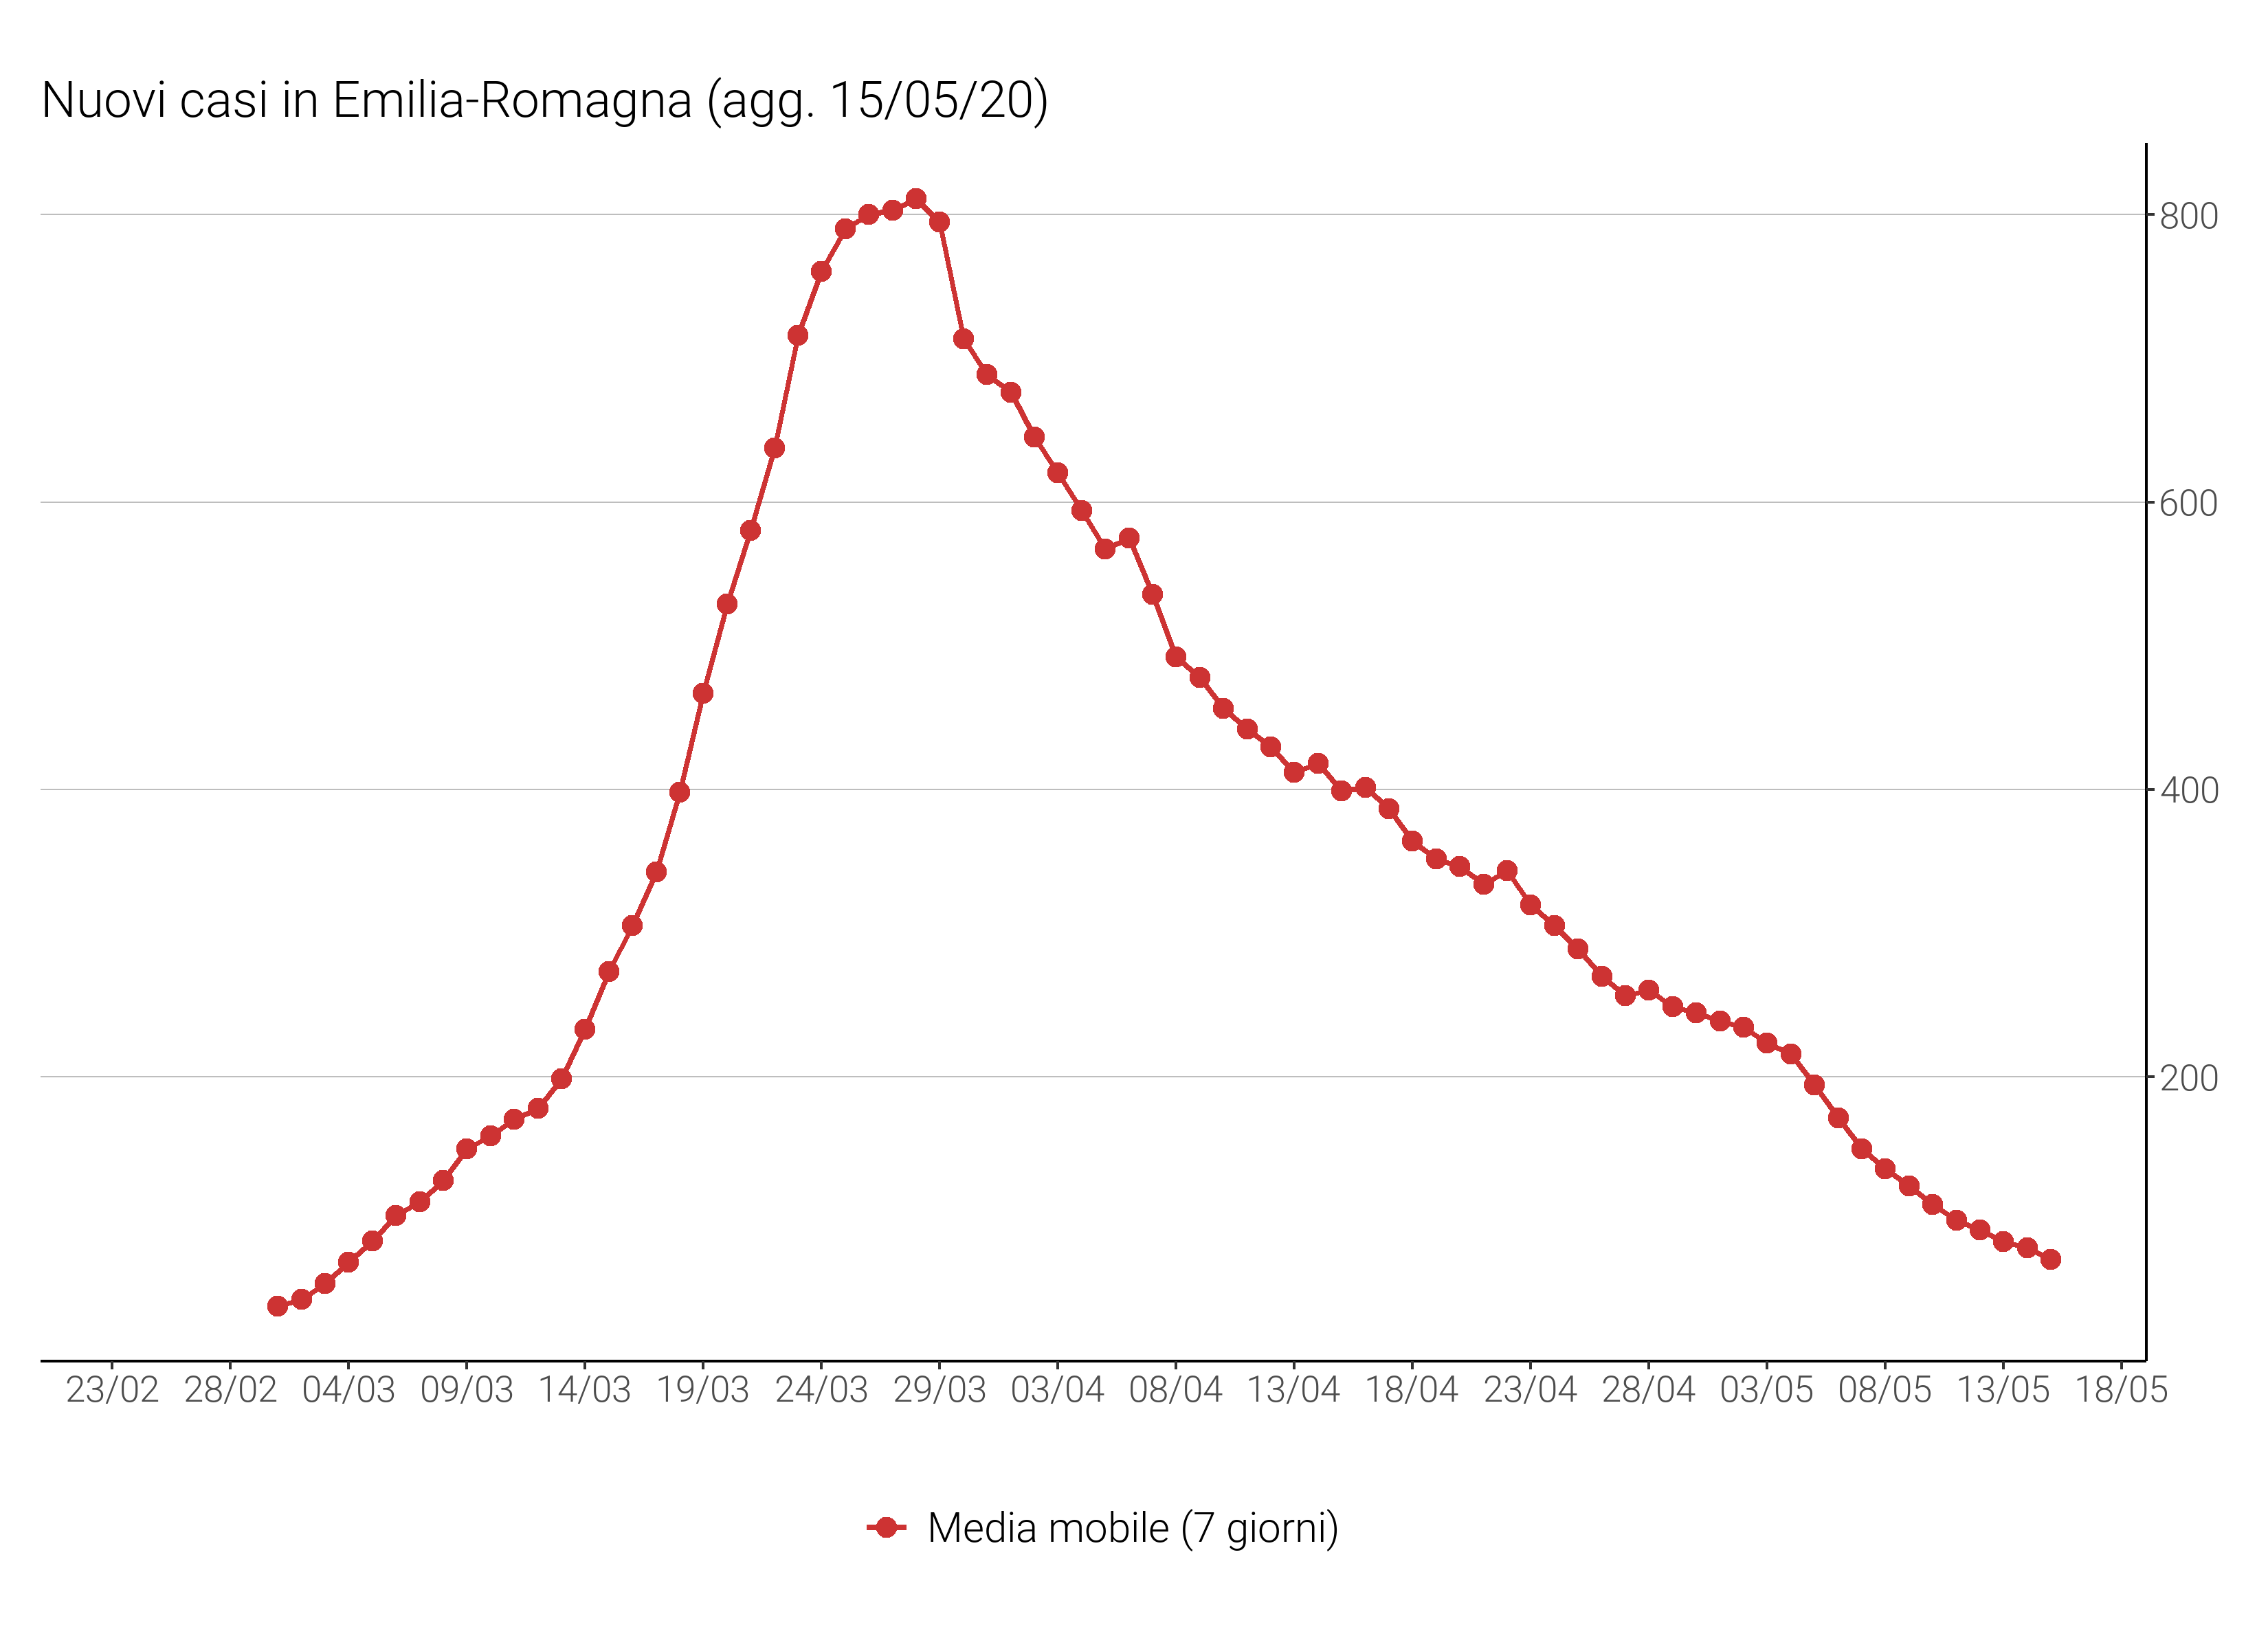 Nuovi casi in Emilia-Romagna (agg. 15/05/20)
800
600
400
200
23/02 28/02 04/03 09/03 14/03 19/03 24/03 29/03 03/04 08/04 13/04 18/04 23/04 28/04 03/05 08/05 13/05 18/05
Media mobile (7 giorni)